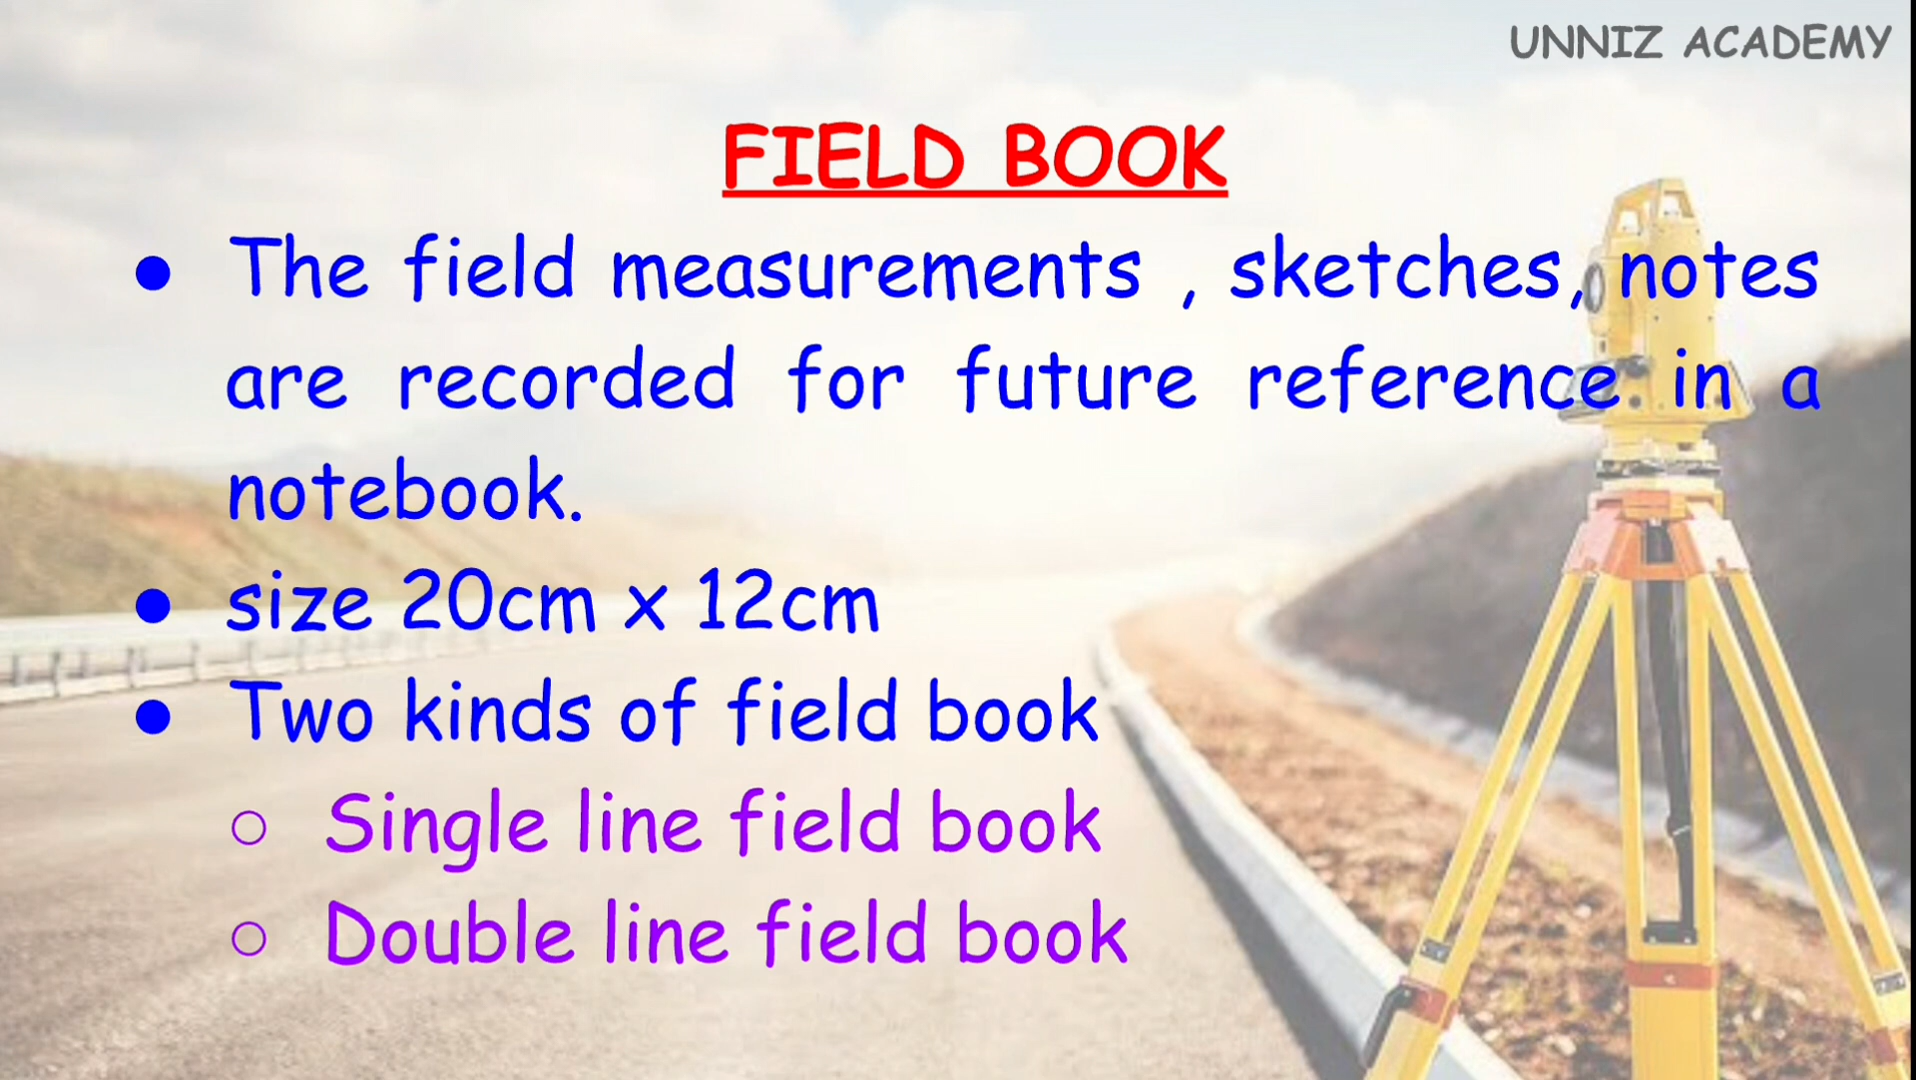 UNNIZ ACADEMY
FIELD BOOK
● The field measurements , sketches, notes
are recorded for future reference in a
notebook.
● size 20cm x 12cm
● Two kinds of field book
○ Single line field book
○ Double line field book